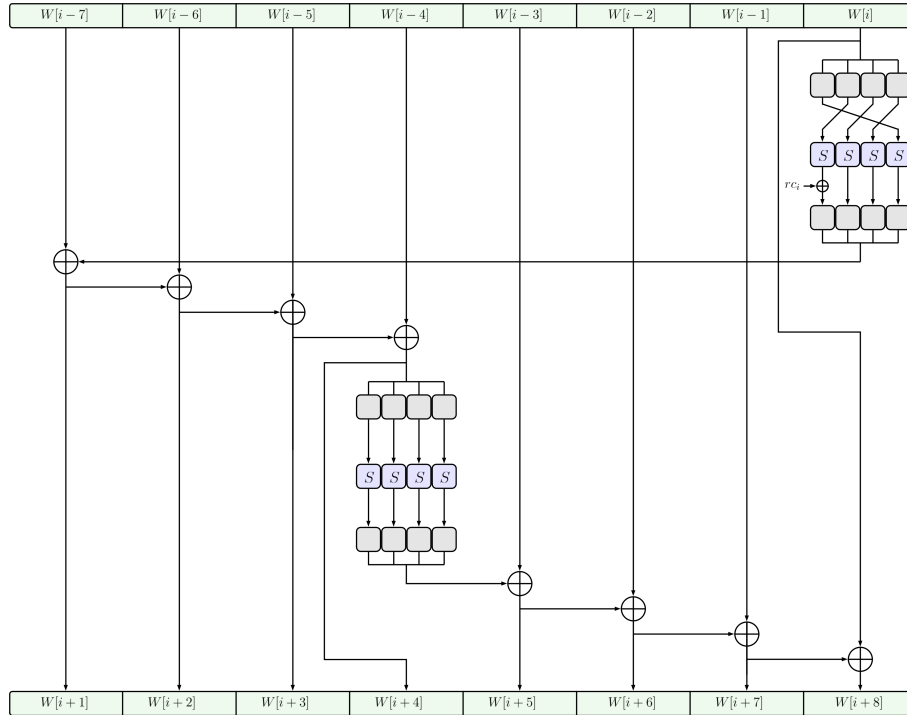 W[i−7] W[i−6] W[i−5] W[i−4] W[i−3] W[i−2] W[i−1] W[i]
S S S S
rc_i
S S S S
W[i+1] W[i+2] W[i+3] W[i+4] W[i+5] W[i+6] W[i+7] W[i+8]